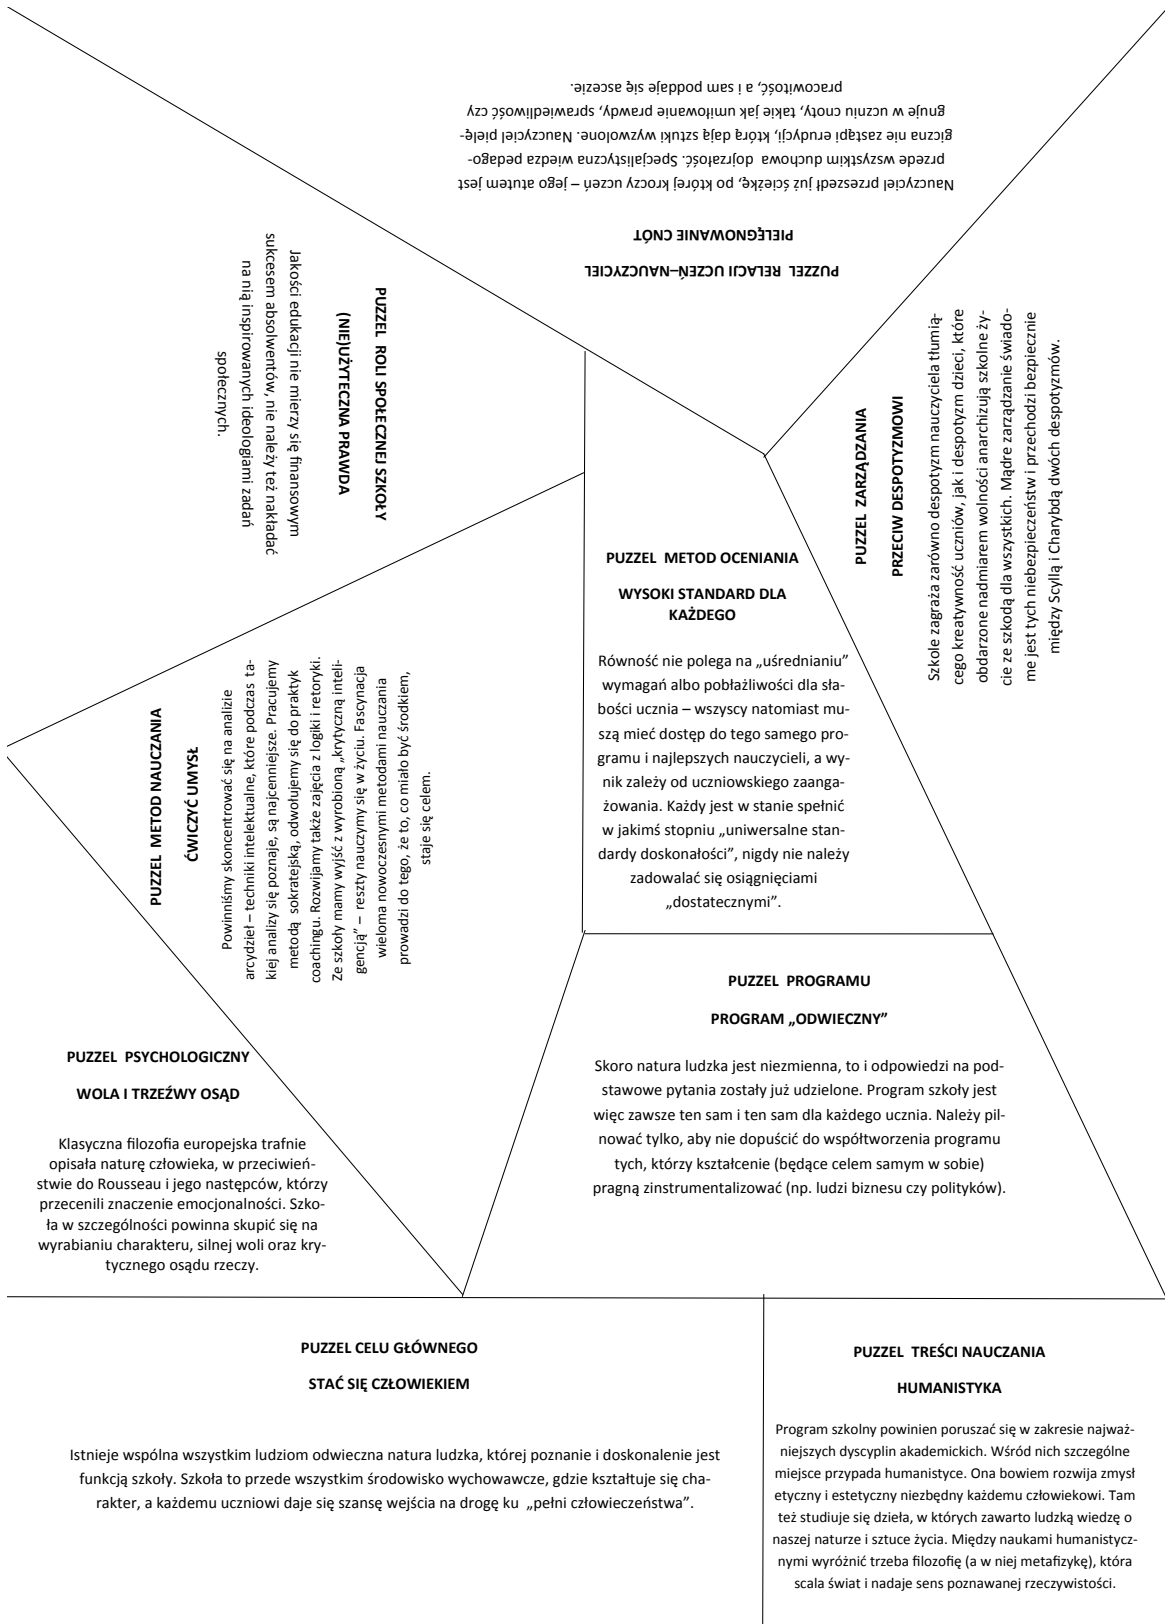 PUZZEL RELACJI UCZEŃ–NAUCZYCIEL
PIELĘGNOWANIE CNÓT
Nauczyciel przeszedł już ścieżkę, po której kroczy uczeń – jego atutem jest
przede wszystkim duchowa dojrzałość. Specjalistyczna wiedza pedago-
giczna nie zastąpi erudycji, którą dają sztuki wyzwolone. Nauczyciel pielę-
gnuje w uczniu cnoty, takie jak umiłowanie prawdy, sprawiedliwość czy
pracowitość, a i sam poddaje się ascezie.
PUZZEL ROLI SPOŁECZNEJ SZKOŁY
(NIE)UŻYTECZNA PRAWDA
Jakości edukacji nie mierzy się finansowym
sukcesem absolwentów, nie należy też nakładać
na nią inspirowanych ideologiami zadań
społecznych.
PUZZEL ZARZĄDZANIA
PRZECIW DESPOTYZMOWI
Szkole zagraża zarówno despotyzm nauczyciela tłumią-
cego kreatywność uczniów, jak i despotyzm dzieci, które
obdarzone nadmiarem wolności anarchizują szkolne ży-
cie ze szkodą dla wszystkich. Mądre zarządzanie świado-
me jest tych niebezpieczeństw i przechodzi bezpiecznie
między Scyllą i Charybdą dwóch despotyzmów.
PUZZEL METOD OCENIANIA
WYSOKI STANDARD DLA
KAŻDEGO
Równość nie polega na „uśrednianiu”
wymagań albo pobłażliwości dla sła-
bości ucznia – wszyscy natomiast mu-
szą mieć dostęp do tego samego pro-
gramu i najlepszych nauczycieli, a wy-
nik zależy od uczniowskiego zaanga-
żowania. Każdy jest w stanie spełnić
w jakimś stopniu „uniwersalne stan-
dardy doskonałości”, nigdy nie należy
zadowalać się osiągnięciami
„dostatecznymi”.
PUZZEL METOD NAUCZANIA
ĆWICZYĆ UMYSŁ
Powinniśmy skoncentrować się na analizie
arcydzieł – techniki intelektualne, które podczas ta-
kiej analizy się poznaje, są najcenniejsze. Pracujemy
metodą sokratejską, odwołujemy się do praktyk
coachingu. Rozwijamy także zajęcia z logiki i retoryki.
Ze szkoły mamy wyjść z wyrobioną „krytyczną inteli-
gencją” – reszty nauczymy się w życiu. Fascynacja
wieloma nowoczesnymi metodami nauczania
prowadzi do tego, że to, co miało być środkiem,
staje się celem.
PUZZEL PROGRAMU
PROGRAM „ODWIECZNY”
Skoro natura ludzka jest niezmienna, to i odpowiedzi na pod-
stawowe pytania zostały już udzielone. Program szkoły jest
więc zawsze ten sam i ten sam dla każdego ucznia. Należy pil-
nować tylko, aby nie dopuścić do współtworzenia programu
tych, którzy kształcenie (będące celem samym w sobie)
pragną zinstrumentalizować (np. ludzi biznesu czy polityków).
PUZZEL PSYCHOLOGICZNY
WOLA I TRZEŹWY OSĄD
Klasyczna filozofia europejska trafnie
opisała naturę człowieka, w przeciwień-
stwie do Rousseau i jego następców, którzy
przecenili znaczenie emocjonalności. Szko-
ła w szczególności powinna skupić się na
wyrabianiu charakteru, silnej woli oraz kry-
tycznego osądu rzeczy.
PUZZEL CELU GŁÓWNEGO
STAĆ SIĘ CZŁOWIEKIEM
Istnieje wspólna wszystkim ludziom odwieczna natura ludzka, której poznanie i doskonalenie jest
funkcją szkoły. Szkoła to przede wszystkim środowisko wychowawcze, gdzie kształtuje się cha-
rakter, a każdemu uczniowi daje się szansę wejścia na drogę ku „pełni człowieczeństwa”.
PUZZEL TREŚCI NAUCZANIA
HUMANISTYKA
Program szkolny powinien poruszać się w zakresie najważ-
niejszych dyscyplin akademickich. Wśród nich szczególne
miejsce przypada humanistyce. Ona bowiem rozwija zmysł
etyczny i estetyczny niezbędny każdemu człowiekowi. Tam
też studiuje się dzieła, w których zawarto ludzką wiedzę o
naszej naturze i sztuce życia. Między naukami humanistycz-
nymi wyróżnić trzeba filozofię (a w niej metafizykę), która
scala świat i nadaje sens poznawanej rzeczywistości.